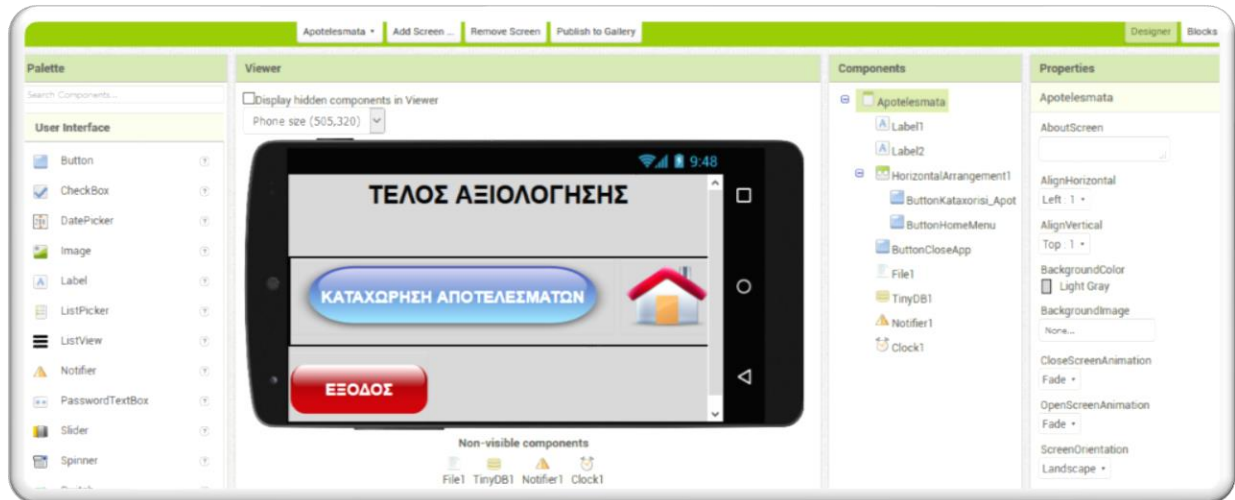 Apotelesmata
Add Screen ...
Remove Screen
Publish to Gallery
Designer
Blocks
Palette
Search Components...
User Interface
Button
CheckBox
DatePicker
Image
Label
ListPicker
ListView
Notifier
PasswordTextBox
Slider
Spinner
Viewer
Display hidden components in Viewer
Phone size (505,320)
9:48
ΤΕΛΟΣ ΑΞΙΟΛΟΓΗΣΗΣ
ΚΑΤΑΧΩΡΗΣΗ ΑΠΟΤΕΛΕΣΜΑΤΩΝ
ΕΞΟΔΟΣ
Non-visible components
File1 TinyDB1 Notifier1 Clock1
Components
Apotelesmata
Label1
Label2
HorizontalArrangement1
ButtonKataxorisi_Apot
ButtonHomeMenu
ButtonCloseApp
File1
TinyDB1
Notifier1
Clock1
Properties
Apotelesmata
AboutScreen
AlignHorizontal
Left : 1
AlignVertical
Top : 1
BackgroundColor
Light Gray
BackgroundImage
None...
CloseScreenAnimation
Fade
OpenScreenAnimation
Fade
ScreenOrientation
Landscape